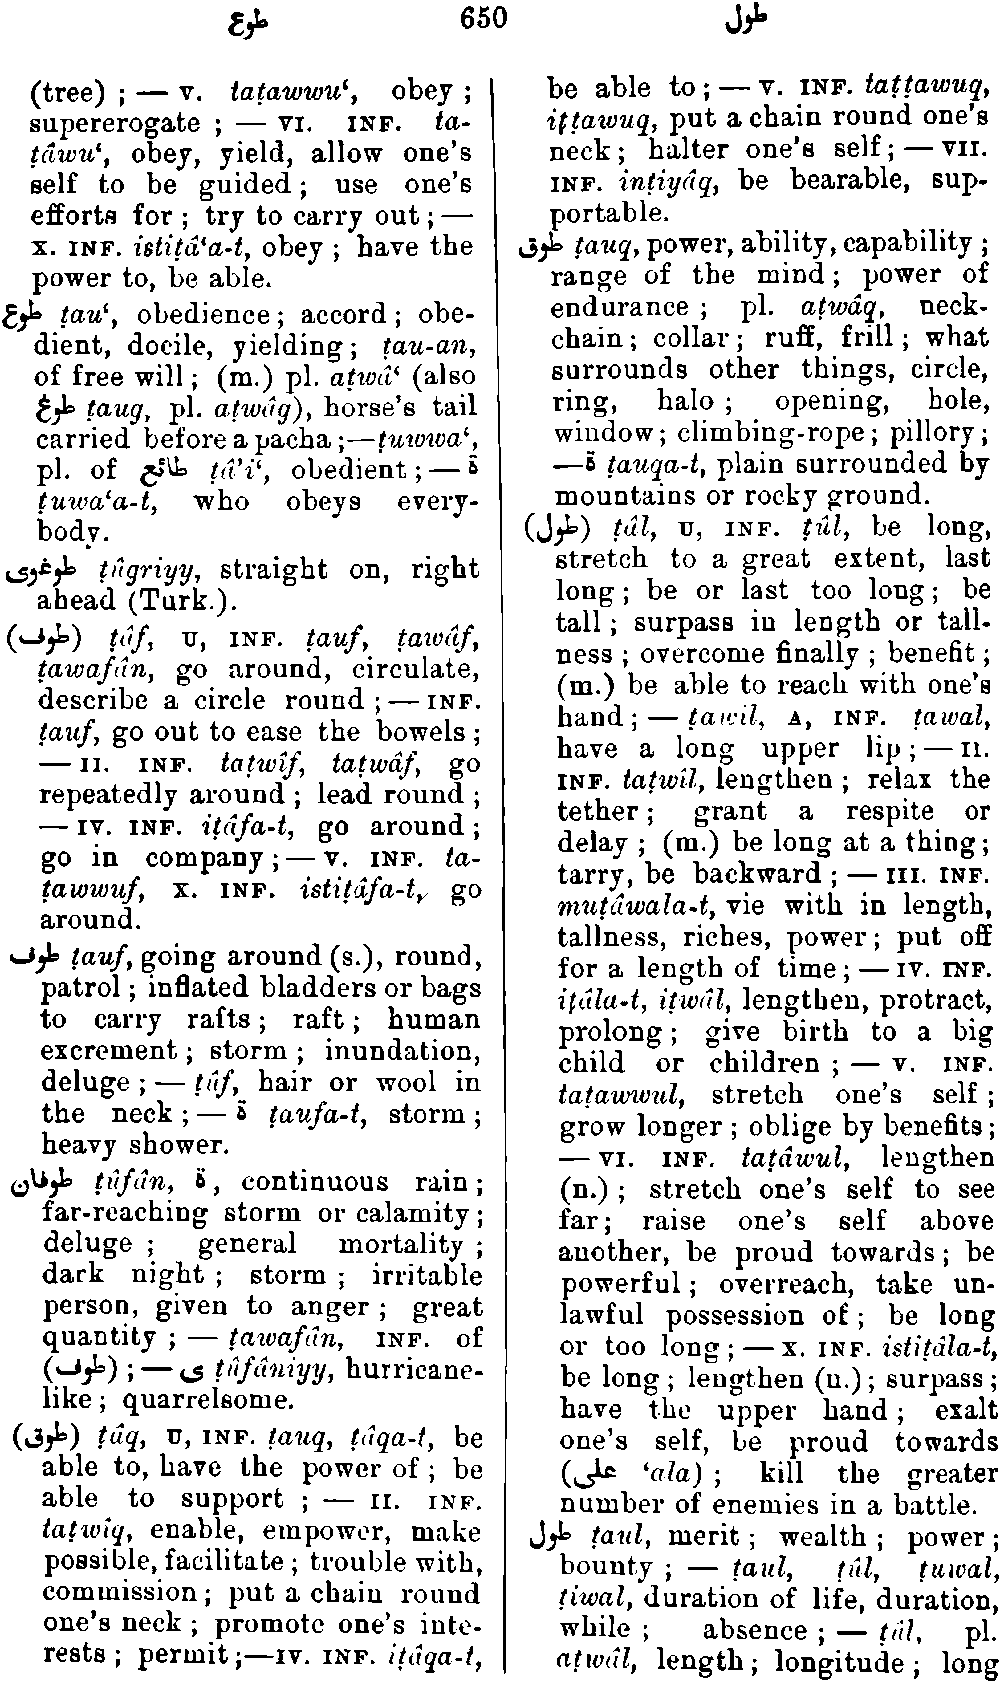 طوع 650 طول
(tree) ; — V. taṭawwu‘, obey ;
supererogate ; — VI. INF. ta-
ṭâwu‘, obey, yield, allow one's
self to be guided ; use one's
efforts for ; try to carry out ; —
X. INF. istiṭâ‘a-t, obey ; have the
power to, be able.
طوع ṭau‘, obedience ; accord ; obe-
dient, docile, yielding ; ṭau-an,
of free will ; (m.) pl. aṭwâ‘ (also
طوغ ṭaug, pl. aṭwâg), horse's tail
carried before a pacha ;—ṭuwwa‘,
pl. of طائع ṭâ’i‘, obedient ; — ة
ṭuwa‘a-t, who obeys every-
body.
طوغروى ṭûgriyy, straight on, right
ahead (Turk.).
(طوف) ṭâf, U, INF. ṭauf, ṭawâf,
ṭawafân, go around, circulate,
describe a circle round ; — INF.
ṭauf, go out to ease the bowels ;
— II. INF. taṭwîf, taṭwâf, go
repeatedly around ; lead round ;
— IV. INF. iṭâfa-t, go around ;
go in company ; — V. INF. ta-
ṭawwuf, X. INF. istiṭâfa-t, go
around.
طوف ṭauf, going around (s.), round,
patrol ; inflated bladders or bags
to carry rafts ; raft ; human
excrement ; storm ; inundation,
deluge ; — ṭûf, hair or wool in
the neck ; — ة ṭaufa-t, storm ;
heavy shower.
طوفان ṭûfân, ة, continuous rain ;
far-reaching storm or calamity ;
deluge ; general mortality ;
dark night ; storm ; irritable
person, given to anger ; great
quantity ; — ṭawafân, INF. of
(طوف) ; — ى ṭûfâniyy, hurricane-
like ; quarrelsome.
(طوق) ṭâq, U, INF. ṭauq, ṭâqa-t, be
able to, have the power of ; be
able to support ; — II. INF.
taṭwîq, enable, empower, make
possible, facilitate ; trouble with,
commission ; put a chain round
one's neck ; promote one's inte-
rests ; permit ;—IV. INF. iṭâqa-t,
be able to ; — V. INF. taṭṭawuq,
iṭṭawuq, put a chain round one's
neck ; halter one's self ; — VII.
INF. inṭiyâq, be bearable, sup-
portable.
طوق ṭauq, power, ability, capability ;
range of the mind ; power of
endurance ; pl. aṭwâq, neck-
chain ; collar ; ruff, frill ; what
surrounds other things, circle,
ring, halo ; opening, hole,
window ; climbing-rope ; pillory ;
—ة ṭauqa-t, plain surrounded by
mountains or rocky ground.
(طول) ṭâl, U, INF. ṭûl, be long,
stretch to a great extent, last
long ; be or last too long ; be
tall ; surpass in length or tall-
ness ; overcome finally ; benefit ;
(m.) be able to reach with one's
hand ; — ṭawil, A, INF. ṭawal,
have a long upper lip ; — II.
INF. taṭwîl, lengthen ; relax the
tether ; grant a respite or
delay ; (m.) be long at a thing ;
tarry, be backward ; — III. INF.
muṭâwala-t, vie with in length,
tallness, riches, power ; put off
for a length of time ; — IV. INF.
iṭâla-t, iṭwâl, lengthen, protract,
prolong ; give birth to a big
child or children ; — V. INF.
taṭawwul, stretch one's self ;
grow longer ; oblige by benefits ;
— VI. INF. taṭâwul, lengthen
(n.) ; stretch one's self to see
far ; raise one's self above
another, be proud towards ; be
powerful ; overreach, take un-
lawful possession of ; be long
or too long ; — X. INF. istiṭâla-t,
be long ; lengthen (n.) ; surpass ;
have the upper hand ; exalt
one's self, be proud towards
(على ‘ala) ; kill the greater
number of enemies in a battle.
طول ṭaul, merit ; wealth ; power ;
bounty ; — ṭaul, ṭûl, ṭuwal,
ṭiwal, duration of life, duration,
while ; absence ; — ṭûl, pl.
aṭwâl, length ; longitude ; long